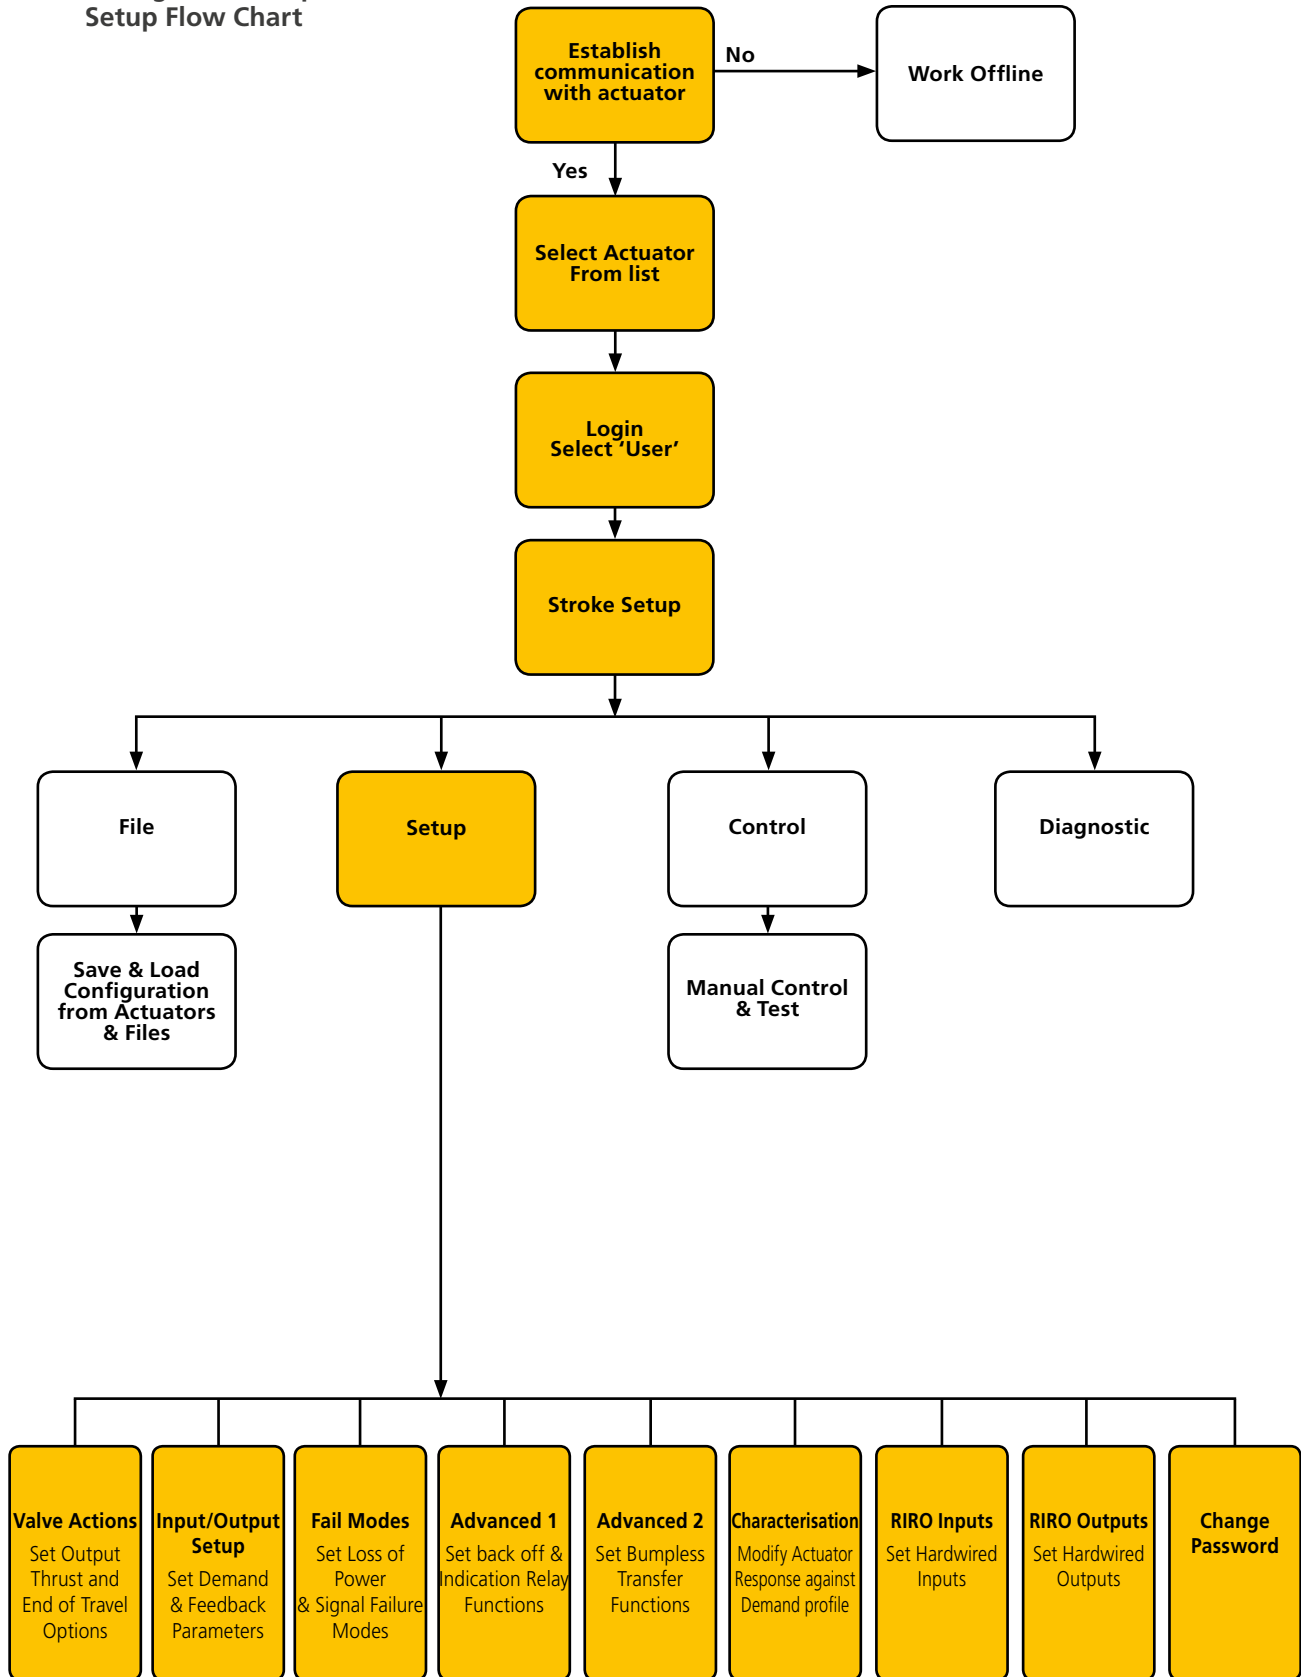 Setup Flow Chart
Establish
communication
with actuator
No
Work Offline
Yes
Select Actuator
From list
Login
Select ‘User’
Stroke Setup
File
Setup
Control
Diagnostic
Save & Load
Configuration
from Actuators
& Files
Manual Control
& Test
Valve Actions
Set Output
Thrust and
End of Travel
Options
Input/Output
Setup
Set Demand
& Feedback
Parameters
Fail Modes
Set Loss of
Power
& Signal Failure
Modes
Advanced 1
Set back off &
Indication Relay
Functions
Advanced 2
Set Bumpless
Transfer
Functions
Characterisation
Modify Actuator
Response against
Demand profile
RIRO Inputs
Set Hardwired
Inputs
RIRO Outputs
Set Hardwired
Outputs
Change
Password